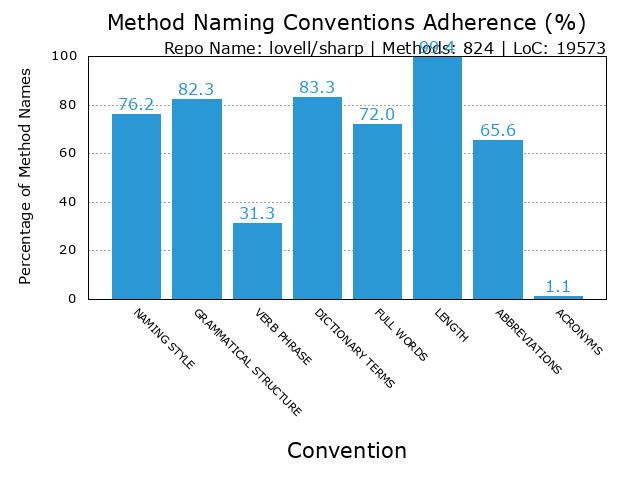 Method Naming Conventions Adherence (%)
Repo Name: lovell/sharp | Methods: 824 | LoC: 19573
Percentage of Method Names
100
80
60
40
20
0
76.2
82.3
31.3
83.3
72.0
99.4
65.6
1.1
NAMING STYLE
GRAMMATICAL STRUCTURE
VERB PHRASE
DICTIONARY TERMS
FULL WORDS
LENGTH
ABBREVIATIONS
ACRONYMS
Convention